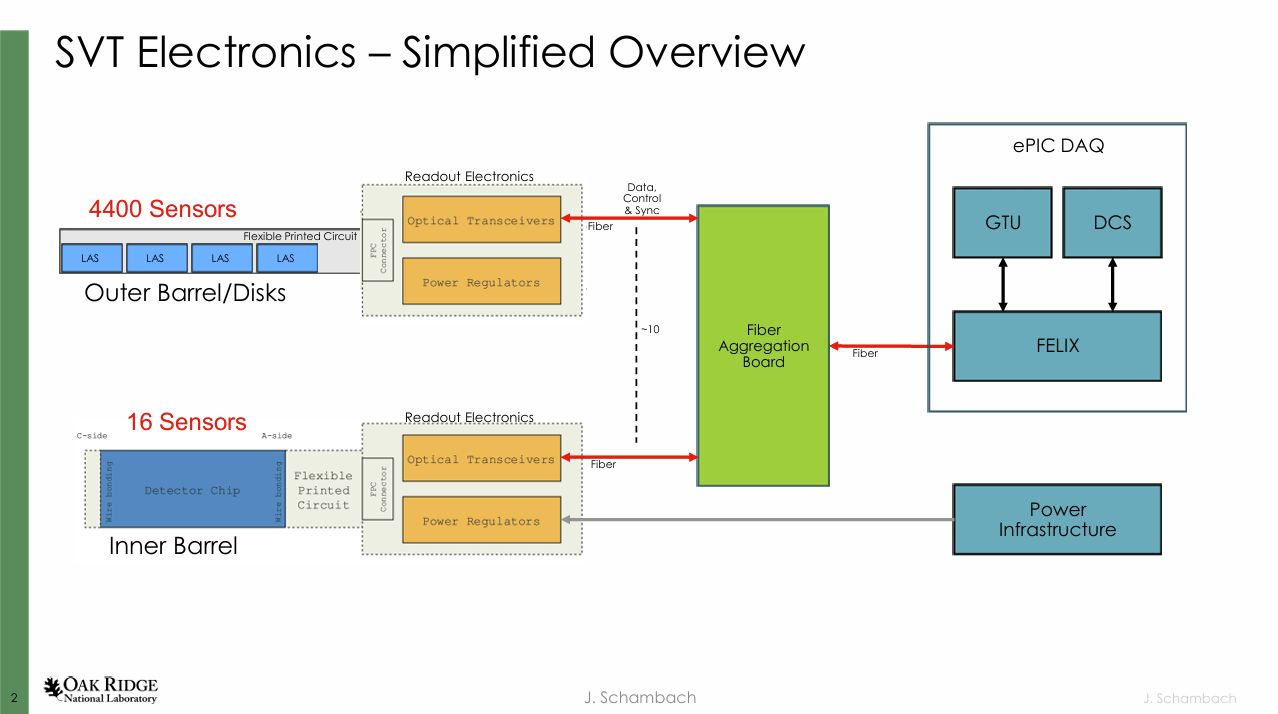 SVT Electronics – Simplified Overview
4400 Sensors
Flexible Printed Circuit
LAS
LAS
LAS
LAS
Outer Barrel/Disks
Readout Electronics
FPC
Connector
Optical Transceivers
Power Regulators
Data,
Control
& Sync
Fiber
~10
Fiber
Aggregation
Board
Fiber
ePIC DAQ
GTU
DCS
FELIX
16 Sensors
C-side
A-side
Wire bonding
Detector Chip
Wire bonding
Flexible
Printed
Circuit
Inner Barrel
Readout Electronics
FPC
Connector
Optical Transceivers
Power Regulators
Fiber
Power
Infrastructure
2
OAK RIDGE
National Laboratory
J. Schambach
J. Schambach